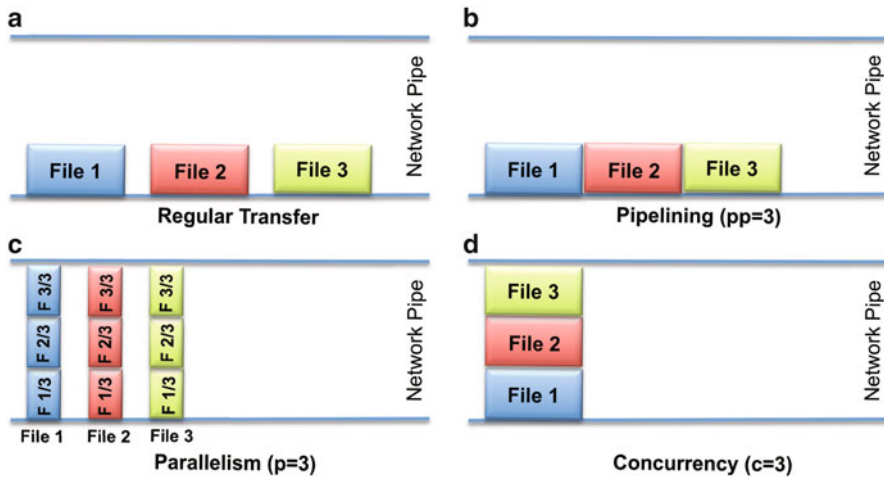 a
Network Pipe
File 1
File 2
File 3
Regular Transfer
b
Network Pipe
File 1
File 2
File 3
Pipelining (pp=3)
c
Network Pipe
F 3/3
F 3/3
F 3/3
F 2/3
F 2/3
F 2/3
F 1/3
F 1/3
F 1/3
File 1
File 2
File 3
Parallelism (p=3)
d
Network Pipe
File 3
File 2
File 1
Concurrency (c=3)